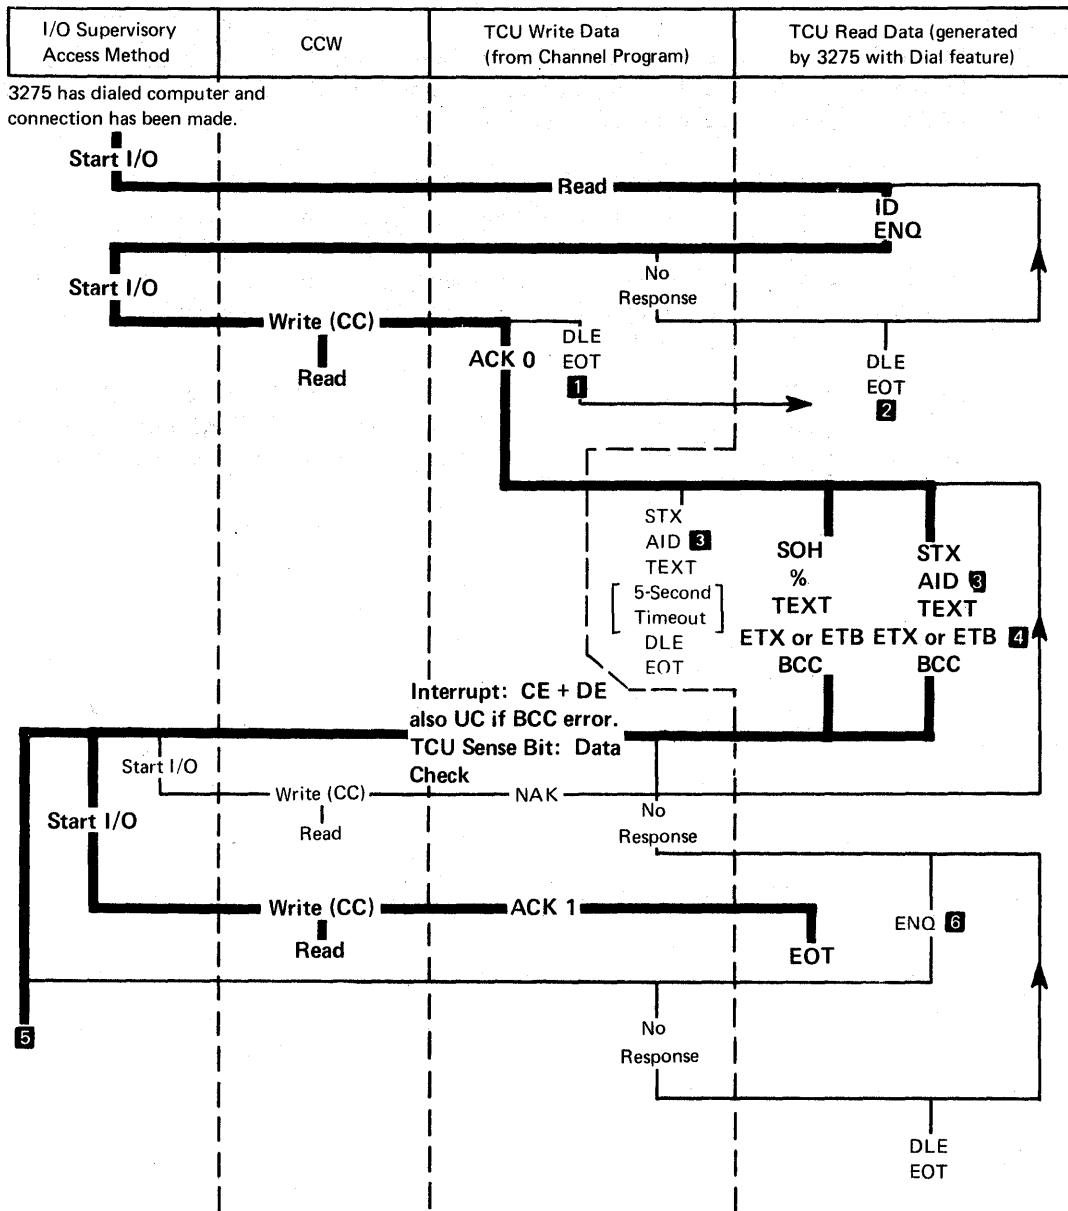 I/O Supervisory
Access Method
CCW
TCU Write Data
(from Channel Program)
TCU Read Data (generated
by 3275 with Dial feature)
3275 has dialed computer and
connection has been made.
Start I/O
Read
ID
ENQ
Start I/O
No
Response
Write (CC)
Read
ACK 0
DLE
EOT
1
DLE
EOT
2
STX
AID 3
TEXT
5-Second
Timeout
DLE
EOT
SOH
%
TEXT
ETX or ETB
BCC
STX
AID 3
TEXT
ETX or ETB 4
BCC
Interrupt: CE + DE
also UC if BCC error.
TCU Sense Bit: Data
Check
Start I/O
Write (CC)
Read
NAK
No
Response
Start I/O
Write (CC)
Read
ACK 1
EOT
ENQ 6
5
No
Response
DLE
EOT